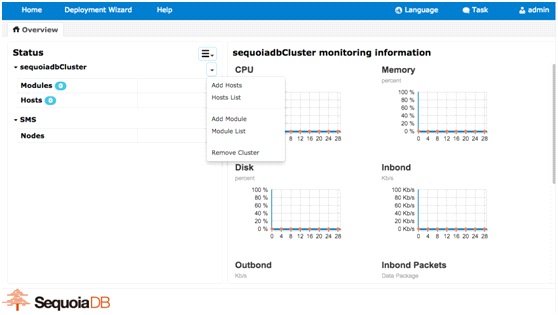 Home Deployment Wizard Help Language Task admin
Overview
Status
sequoiadbCluster
Modules 0
Hosts 0
SMS
Nodes
Add Hosts
Hosts List
Add Module
Module List
Remove Cluster
sequoiadbCluster monitoring information
CPU
Memory
percent
100 %
80 %
60 %
40 %
20 %
0 %
0 4 8 12 16 20 24 28
0 4 8 12 16 20 24 28
Disk
percent
100 %
80 %
60 %
40 %
20 %
0 %
0 4 8 12 16 20 24 28
Inbond
Kb/s
100 Kb/s
80 Kb/s
60 Kb/s
40 Kb/s
20 Kb/s
0 Kb/s
0 4 8 12 16 20 24 28
Outbond
Kb/s
Inbond Packets
Data Package
SequoiaDB